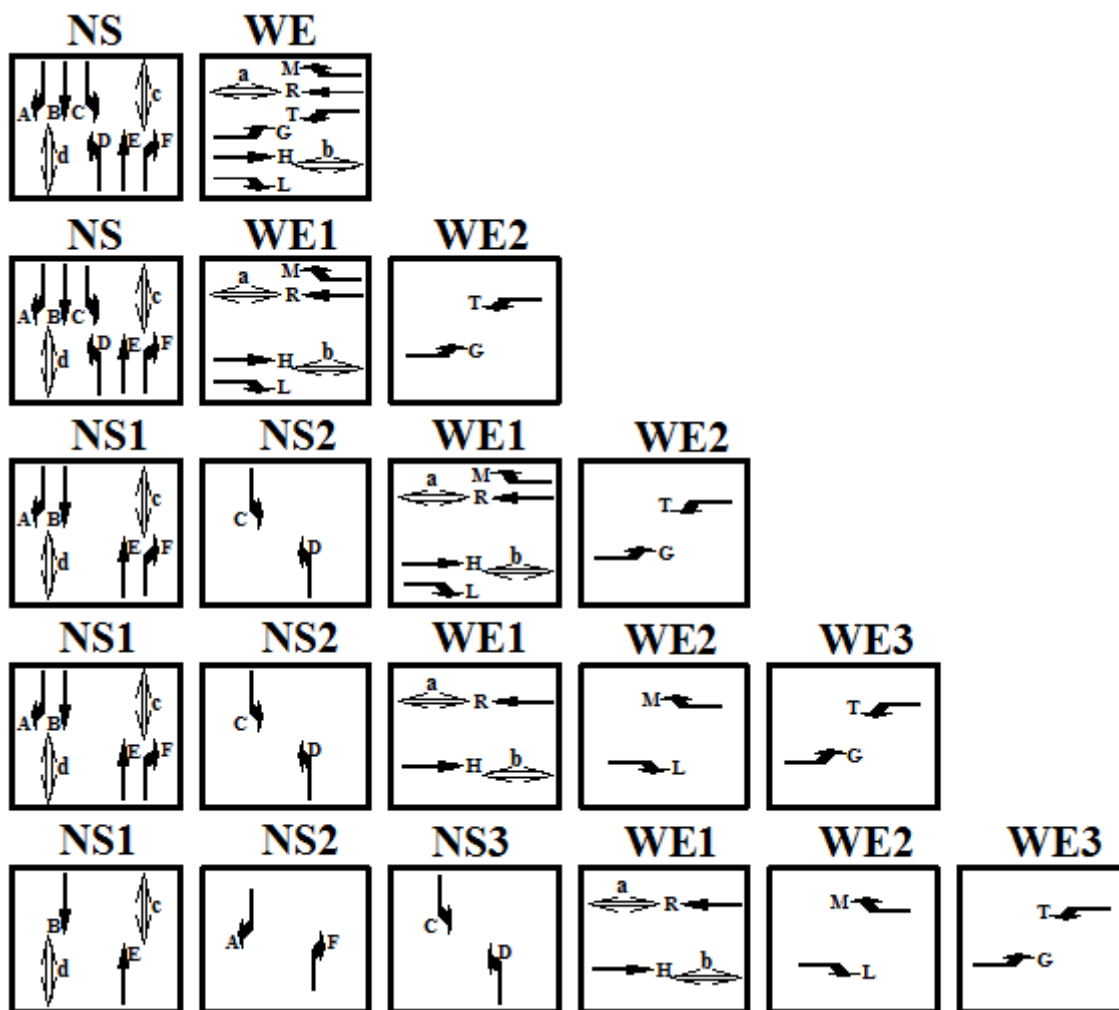 NS WE
A B C c d D E F a M R T G H b L
NS WE1 WE2
A B C c d D E F a M R H b L T G
NS1 NS2 WE1 WE2
A B c d E F C D a M R H b L T G
NS1 NS2 WE1 WE2 WE3
A B c d E F C D a R H b M L T G
NS1 NS2 NS3 WE1 WE2 WE3
B c d E A F C D a R H b M L T G